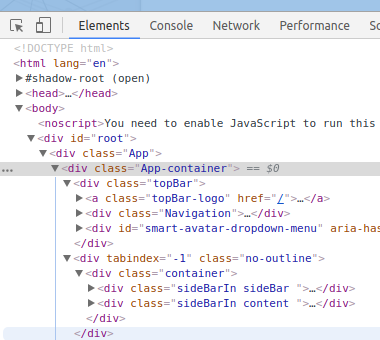 Elements Console Network Performance S
<!DOCTYPE html>
<html lang="en">
#shadow-root (open)
<head>…</head>
<body>
<noscript>You need to enable JavaScript to run this
<div id="root">
<div class="App">
… <div class="App-container"> == $0
<div class="topBar">
<a class="topBar-logo" href="/">…</a>
<div class="Navigation">…</div>
<div id="smart-avatar-dropdown-menu" aria-has
</div>
<div tabindex="-1" class="no-outline">
<div class="container">
<div class="sideBarIn sideBar ">…</div>
<div class="sideBarIn content ">…</div>
</div>
</div>